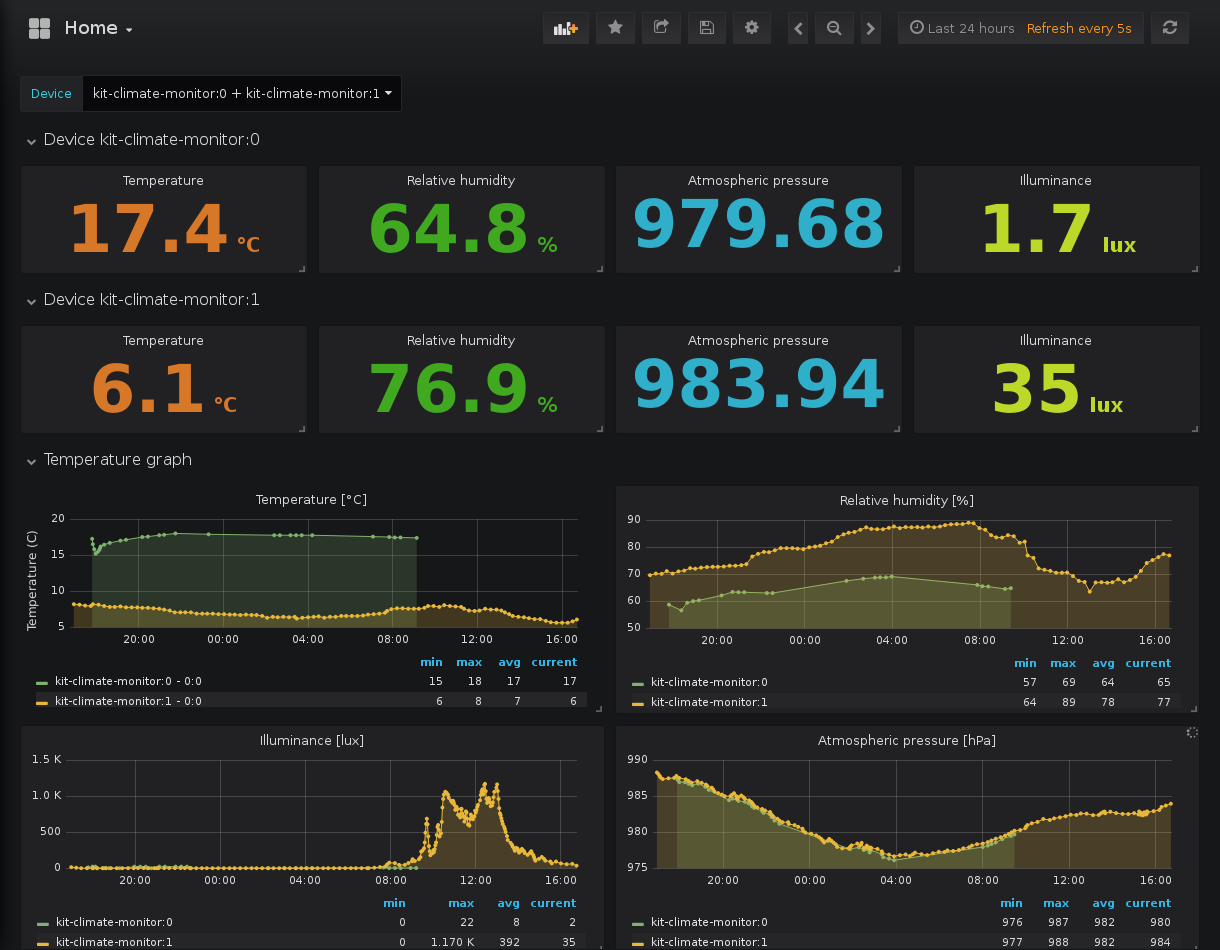 Home
Last 24 hours Refresh every 5s
Device kit-climate-monitor:0 + kit-climate-monitor:1
Device kit-climate-monitor:0
Temperature Relative humidity Atmospheric pressure Illuminance
17.4 °C 64.8 % 979.68 1.7 lux
Device kit-climate-monitor:1
Temperature Relative humidity Atmospheric pressure Illuminance
6.1 °C 76.9 % 983.94 35 lux
Temperature graph
Temperature [°C]
Temperature (C)
20
15
10
5
20:00 00:00 04:00 08:00 12:00 16:00
min max avg current
kit-climate-monitor:0 - 0:0 15 18 17 17
kit-climate-monitor:1 - 0:0 6 8 7 6
Relative humidity [%]
90
80
70
60
50
20:00 00:00 04:00 08:00 12:00 16:00
min max avg current
kit-climate-monitor:0 57 69 64 65
kit-climate-monitor:1 64 89 78 77
Illuminance [lux]
1.5 K
1.0 K
500
0
20:00 00:00 04:00 08:00 12:00 16:00
min max avg current
kit-climate-monitor:0 0 22 8 2
kit-climate-monitor:1 0 1.170 K 392 35
Atmospheric pressure [hPa]
990
985
980
975
20:00 00:00 04:00 08:00 12:00 16:00
min max avg current
kit-climate-monitor:0 976 987 982 980
kit-climate-monitor:1 977 988 982 984